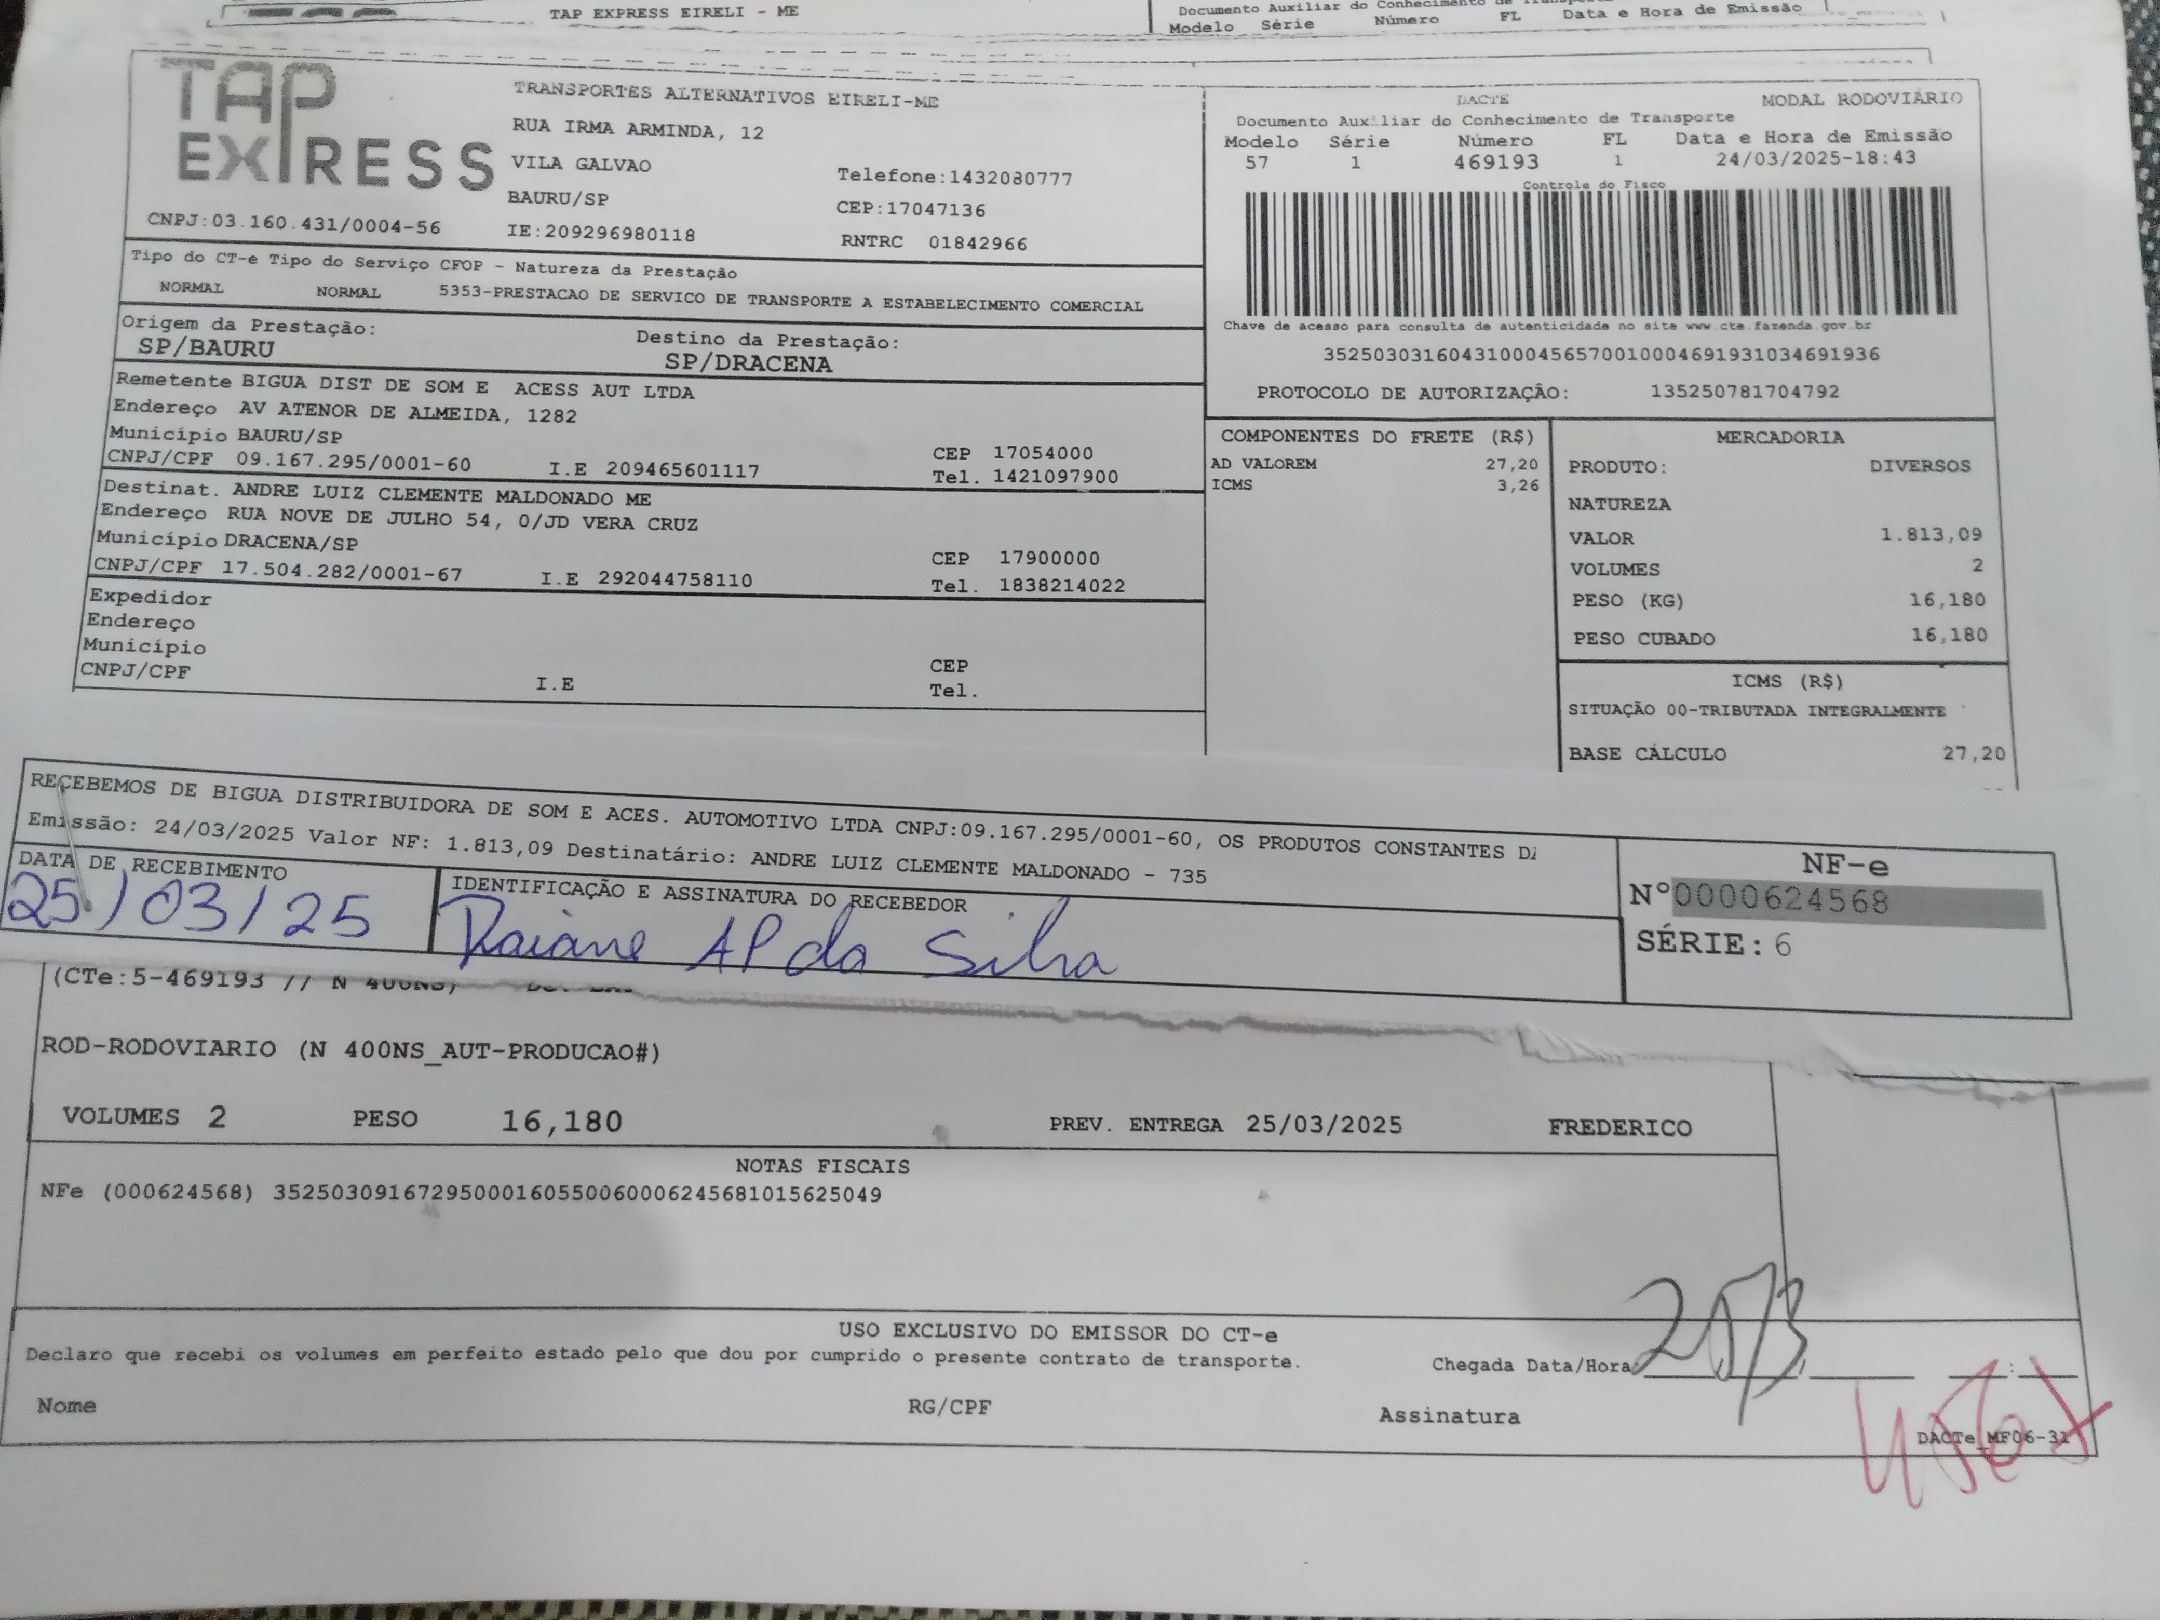 TAP EXPRESS EIRELI - ME
Documento Auxiliar do Conhecimento de
Modelo Série Número FL Data e Hora de Emissão
TAP
EXPRESS
CNPJ:03.160.431/0004-56
TRANSPORTES ALTERNATIVOS EIRELI-ME
RUA IRMA ARMINDA, 12
VILA GALVAO
Telefone:1432080777
BAURU/SP
CEP:17047136
IE:209296980118
RNTRC 01842966
DACTE MODAL RODOVIÁRIO
Documento Auxiliar do Conhecimento de Transporte
Modelo Série Número FL Data e Hora de Emissão
57 1 469193 1 24/03/2025-18:43
Controle do Fisco
Chave de acesso para consulta de autenticidade no site www.cte.fazenda.gov.br
35250303160431000456570010004691931034691936
PROTOCOLO DE AUTORIZAÇÃO: 135250781704792
Tipo do CT-e Tipo do Serviço CFOP - Natureza da Prestação
NORMAL NORMAL 5353-PRESTACAO DE SERVICO DE TRANSPORTE A ESTABELECIMENTO COMERCIAL
Origem da Prestação: Destino da Prestação:
SP/BAURU SP/DRACENA
Remetente BIGUA DIST DE SOM E ACESS AUT LTDA
Endereço AV ATENOR DE ALMEIDA, 1282
Município BAURU/SP CEP 17054000
CNPJ/CPF 09.167.295/0001-60 I.E 209465601117 Tel. 1421097900
Destinat. ANDRE LUIZ CLEMENTE MALDONADO ME
Endereço RUA NOVE DE JULHO 54, 0/JD VERA CRUZ
Município DRACENA/SP CEP 17900000
CNPJ/CPF 17.504.282/0001-67 I.E 292044758110 Tel. 1838214022
Expedidor
Endereço
Município CEP
CNPJ/CPF I.E Tel.
COMPONENTES DO FRETE (R$)
AD VALOREM 27,20
ICMS 3,26
MERCADORIA
PRODUTO: DIVERSOS
NATUREZA
VALOR 1.813,09
VOLUMES 2
PESO (KG) 16,180
PESO CUBADO 16,180
ICMS (R$)
SITUAÇÃO 00-TRIBUTADA INTEGRALMENTE
BASE CÁLCULO 27,20
RECEBEMOS DE BIGUA DISTRIBUIDORA DE SOM E ACES. AUTOMOTIVO LTDA CNPJ:09.167.295/0001-60, OS PRODUTOS CONSTANTES
Emissão: 24/03/2025 Valor NF: 1.813,09 Destinatário: ANDRE LUIZ CLEMENTE MALDONADO - 735
DATA DE RECEBIMENTO IDENTIFICAÇÃO E ASSINATURA DO RECEBEDOR
25/03/25 Raiane AP da Silva
NF-e
Nº0000624568
SÉRIE: 6
(CTe:5-469193 // N 400NS)
ROD-RODOVIARIO (N 400NS_AUT-PRODUCAO#)
VOLUMES 2 PESO 16,180 PREV. ENTREGA 25/03/2025 FREDERICO
NOTAS FISCAIS
NFe (000624568) 35250309167295000160550060006245681015625049
USO EXCLUSIVO DO EMISSOR DO CT-e
Declaro que recebi os volumes em perfeito estado pelo que dou por cumprido o presente contrato de transporte. Chegada Data/Hora
Nome RG/CPF Assinatura
DACTe_MF06-31